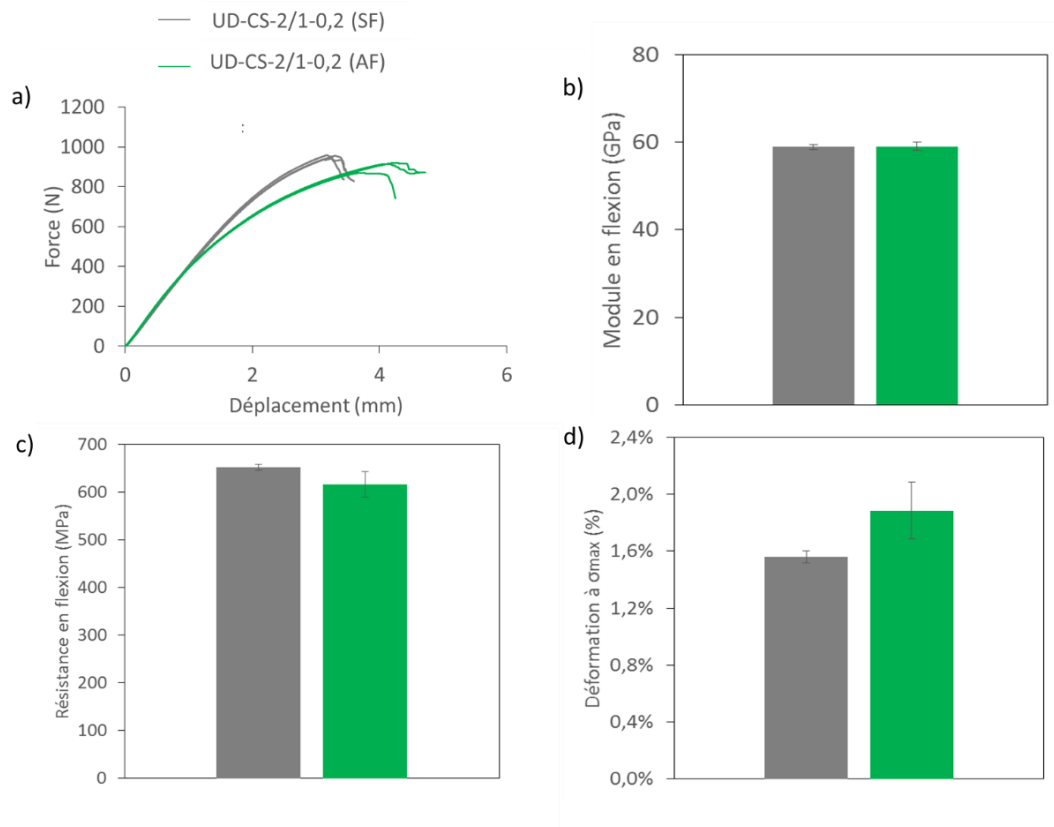 UD-CS-2/1-0,2 (SF)
UD-CS-2/1-0,2 (AF)
a)
1200
1000
800
600
400
200
0
Force (N)
:
0
2
4
6
Déplacement (mm)
b)
80
60
40
20
0
Module en flexion (GPa)
c)
700
600
500
400
300
200
100
0
Résistance en flexion (MPa)
d)
2,4%
2,0%
1,6%
1,2%
0,8%
0,4%
0,0%
Déformation à σmax (%)